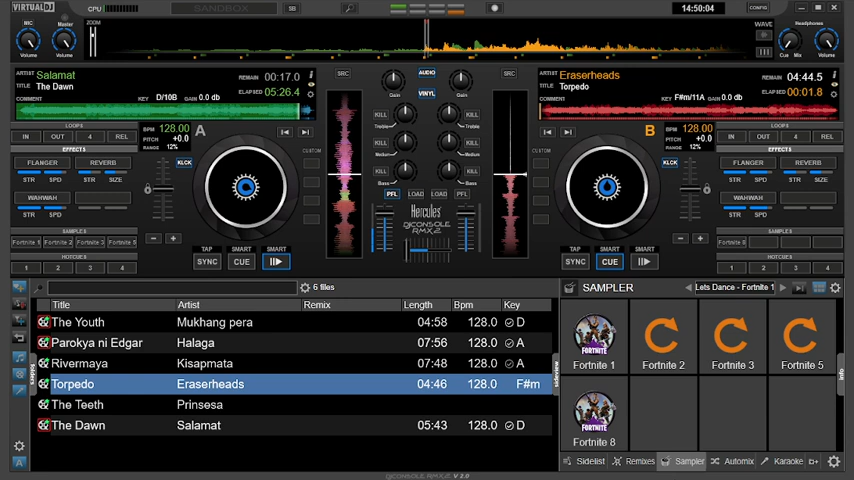 VIRTUAL DJ
CPU
SANDBOX
SB
14:50:04
CONFIG
MIC
Master
Volume
Volume
ZOOM
WAVE
Headphones
Mix
Volume
ARTIST Salamat
TITLE The Dawn
COMMENT
KEY D/10B GAIN 0.0 dB
REMAIN 00:17.0
ELAPSED 05:26.4
SRC
Gain
AUDIO
VINYL
Gain
SRC
ARTIST Eraserheads
TITLE Torpedo
COMMENT
KEY F#m/11A GAIN 0.0 dB
REMAIN 04:44.5
ELAPSED 00:01.8
LOOPS
IN OUT 4 REL
BPM 128.00
PITCH +0.0
RANGE 12%
A
EFFECTS
FLANGER REVERB
STR SPD STR SIZE
WAHWAH
STR SPD
KLCK
SAMPLES
Fortnite 1 Fortnite 2 Fortnite 3 Fortnite 5
HOTCUES
1 2 3 4
CUSTOM
TAP SMART SMART
SYNC CUE
KILL KILL
Treble
KILL KILL
Medium
KILL KILL
Bass
PFL LOAD LOAD PFL
Hercules
DJCONSOLE
RMX2
CUSTOM
B
BPM 128.00
PITCH +0.0
RANGE 12%
KLCK
TAP SMART SMART
SYNC CUE
LOOPS
IN OUT 4 REL
EFFECTS
FLANGER REVERB
STR SPD STR SIZE
WAHWAH
STR SPD
SAMPLES
Fortnite 8
HOTCUES
1 2 3 4
6 files
Title Artist Remix Length Bpm Key
The Youth Mukhang pera 04:58 128.0 D
Parokya ni Edgar Halaga 07:56 128.0 A
Rivermaya Kisapmata 07:48 128.0 A
Torpedo Eraserheads 04:46 128.0 F#m
The Teeth Prinsesa
The Dawn Salamat 05:43 128.0 D
folders
sideview
info
SAMPLER
Lets Dance - Fortnite 1
FORTNITE
Fortnite 1 Fortnite 2 Fortnite 3 Fortnite 5
FORTNITE
Fortnite 8
Sidelist Remixes Sampler Automix Karaoke
DJCONSOLE RMX2 V 2.0